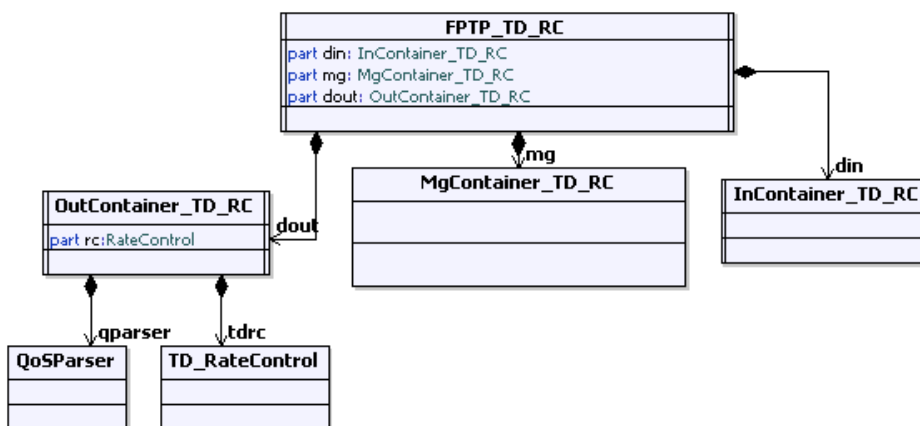 FPTP_TD_RC
part din: InContainer_TD_RC
part mg: MgContainer_TD_RC
part dout: OutContainer_TD_RC
mg
MgContainer_TD_RC
din
InContainer_TD_RC
OutContainer_TD_RC
part rc:RateControl
dout
qparser
tdrc
QoSParser
TD_RateControl